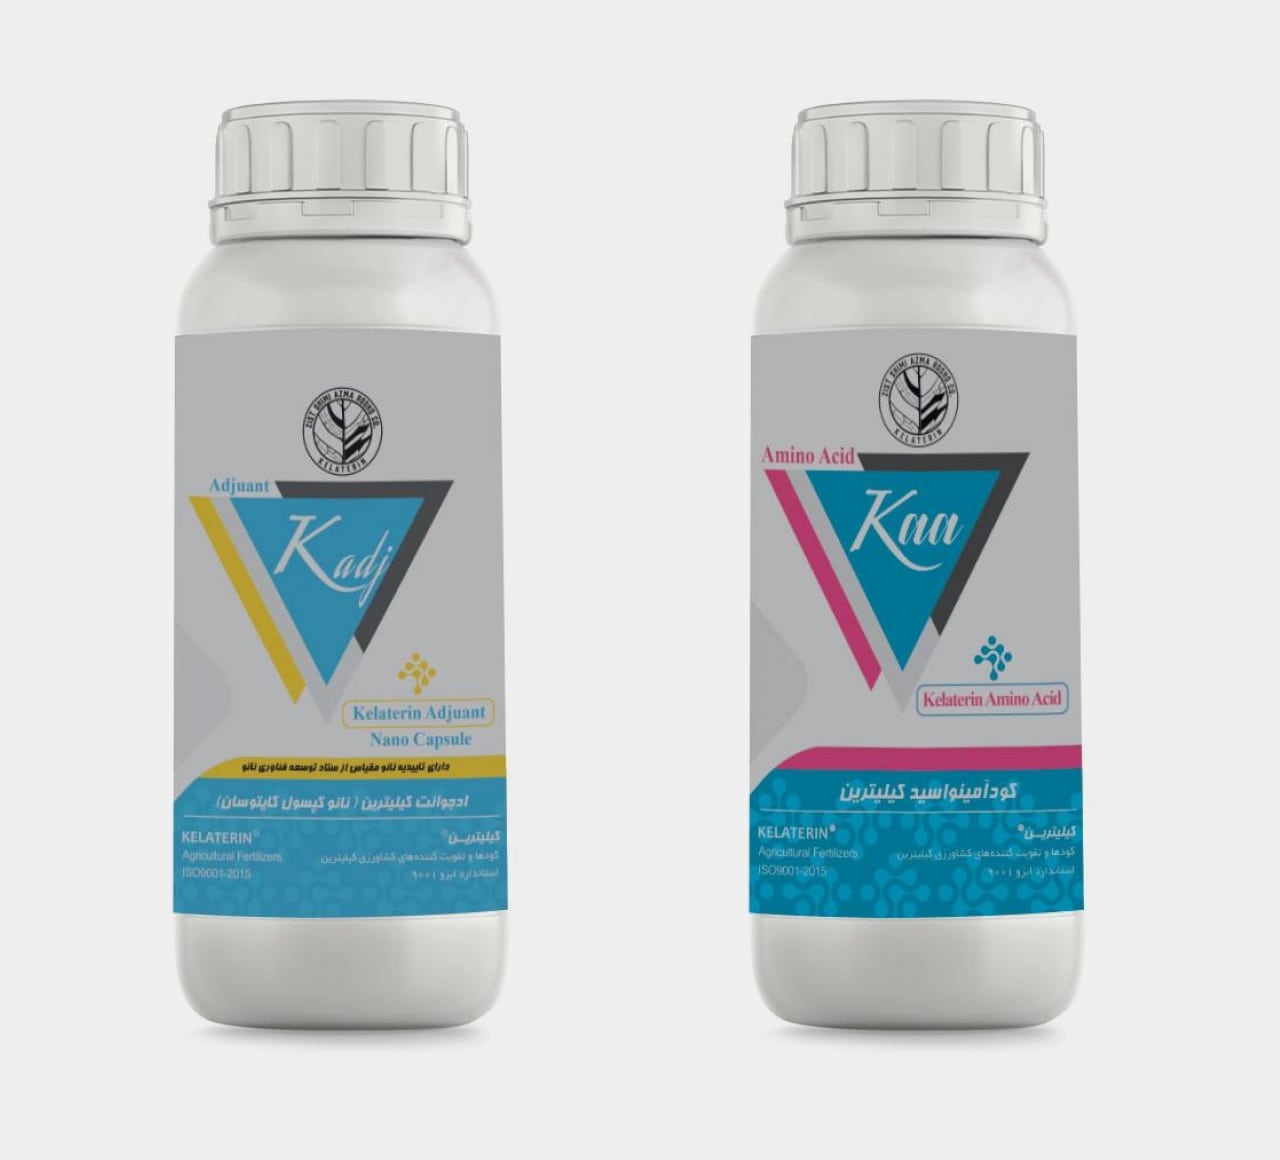 ZIST SHIMI AZMA ROSHD CO.
KELATERIN
Adjuant
Kadj
Kelaterin Adjuant
Nano Capsule
دارای تاییدیه نانو مقیاس از ستاد توسعه فناوری نانو
ادجوانت کیلیترین ( نانو کپسول کایتوسان)
KELATERIN®
کیلیتریـن®
Agricultural Fertilizers
کودها و تقویت کننده‌های کشاورزی کیلیترین
ISO9001-2015
استاندارد ایزو ۹۰۰۱
ZIST SHIMI AZMA ROSHD CO.
KELATERIN
Amino Acid
Kaa
Kelaterin Amino Acid
کودآمینواسید کیلیترین
KELATERIN®
کیلیتریـن®
Agricultural Fertilizers
کودها و تقویت کننده‌های کشاورزی کیلیترین
ISO9001-2015
استاندارد ایزو ۹۰۰۱